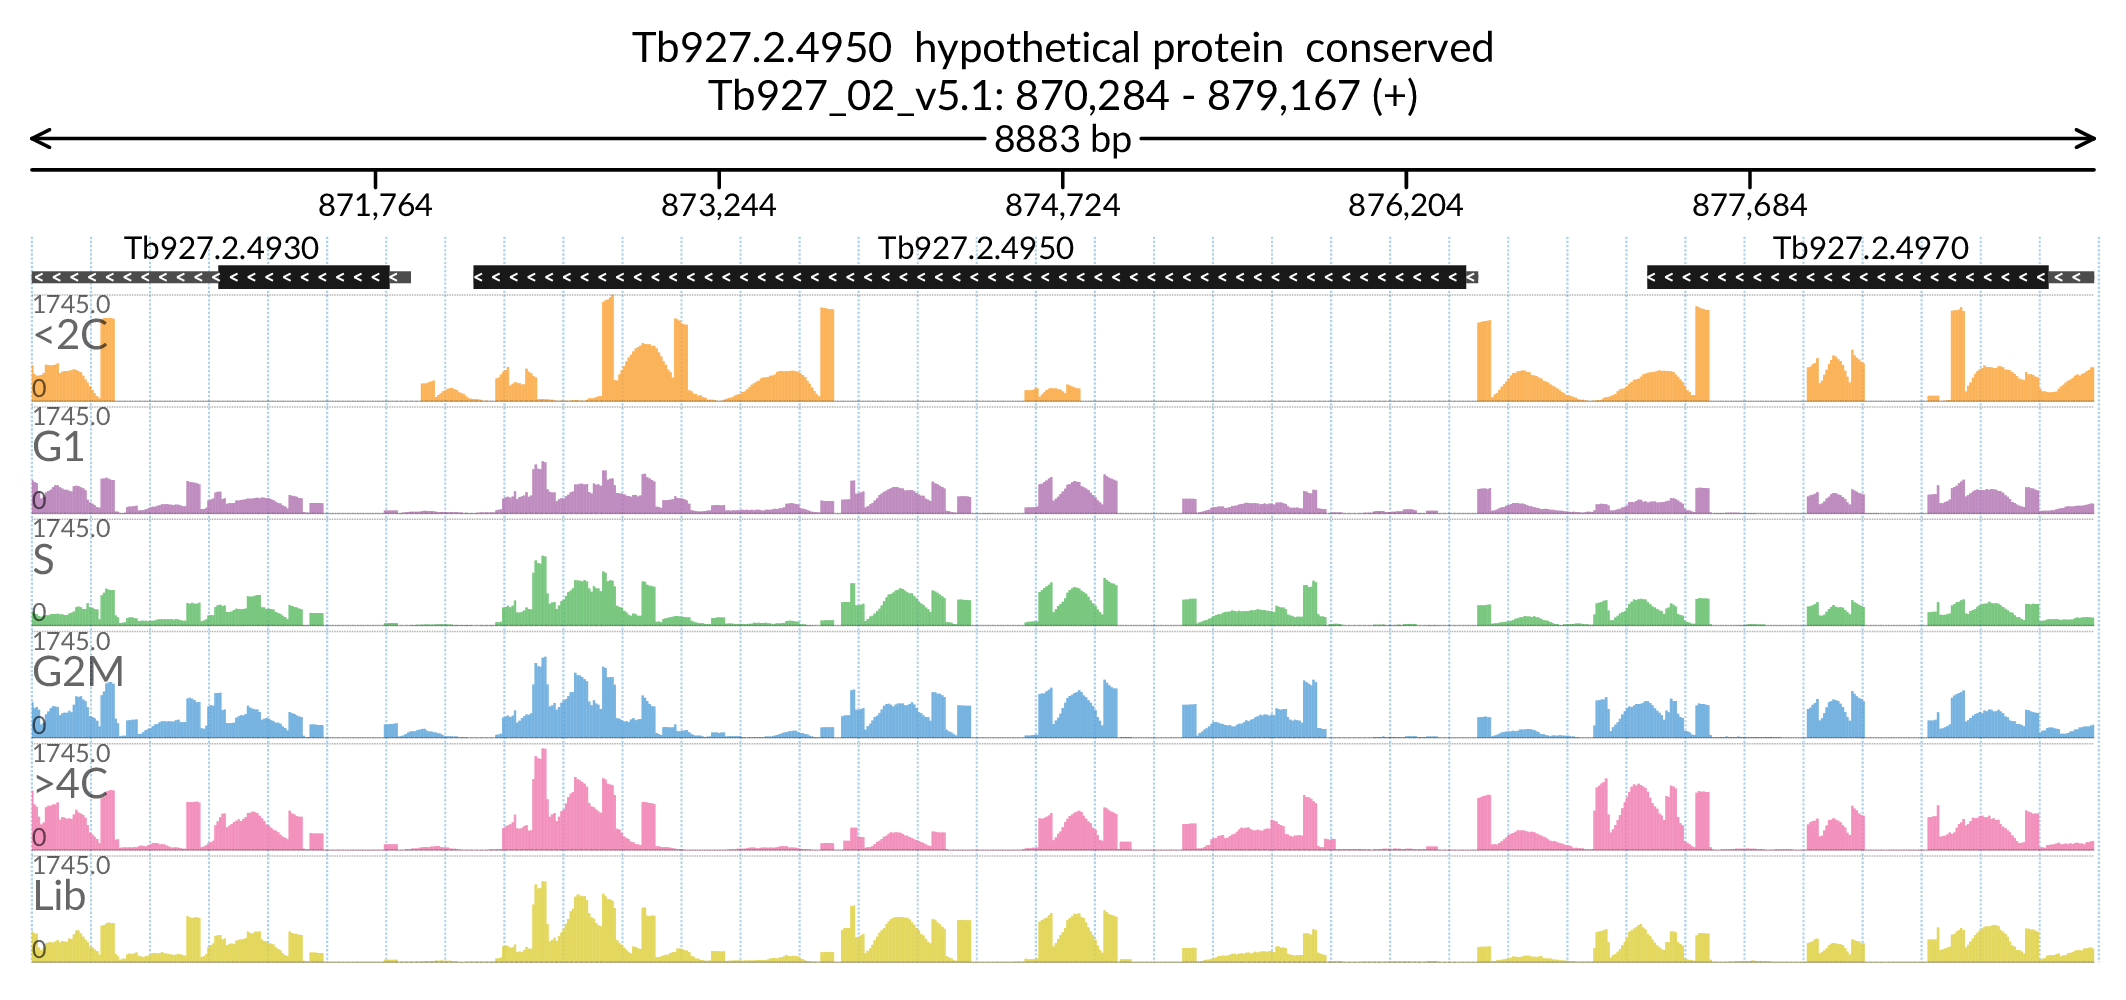 Tb927.2.4950  hypothetical protein  conserved
Tb927_02_v5.1: 870,284 - 879,167 (+)
8883 bp
871,764 873,244 874,724 876,204 877,684
Tb927.2.4930 Tb927.2.4950 Tb927.2.4970
1745.0
<2C
0
1745.0
G1
0
1745.0
S
0
1745.0
G2M
0
1745.0
>4C
0
1745.0
Lib
0